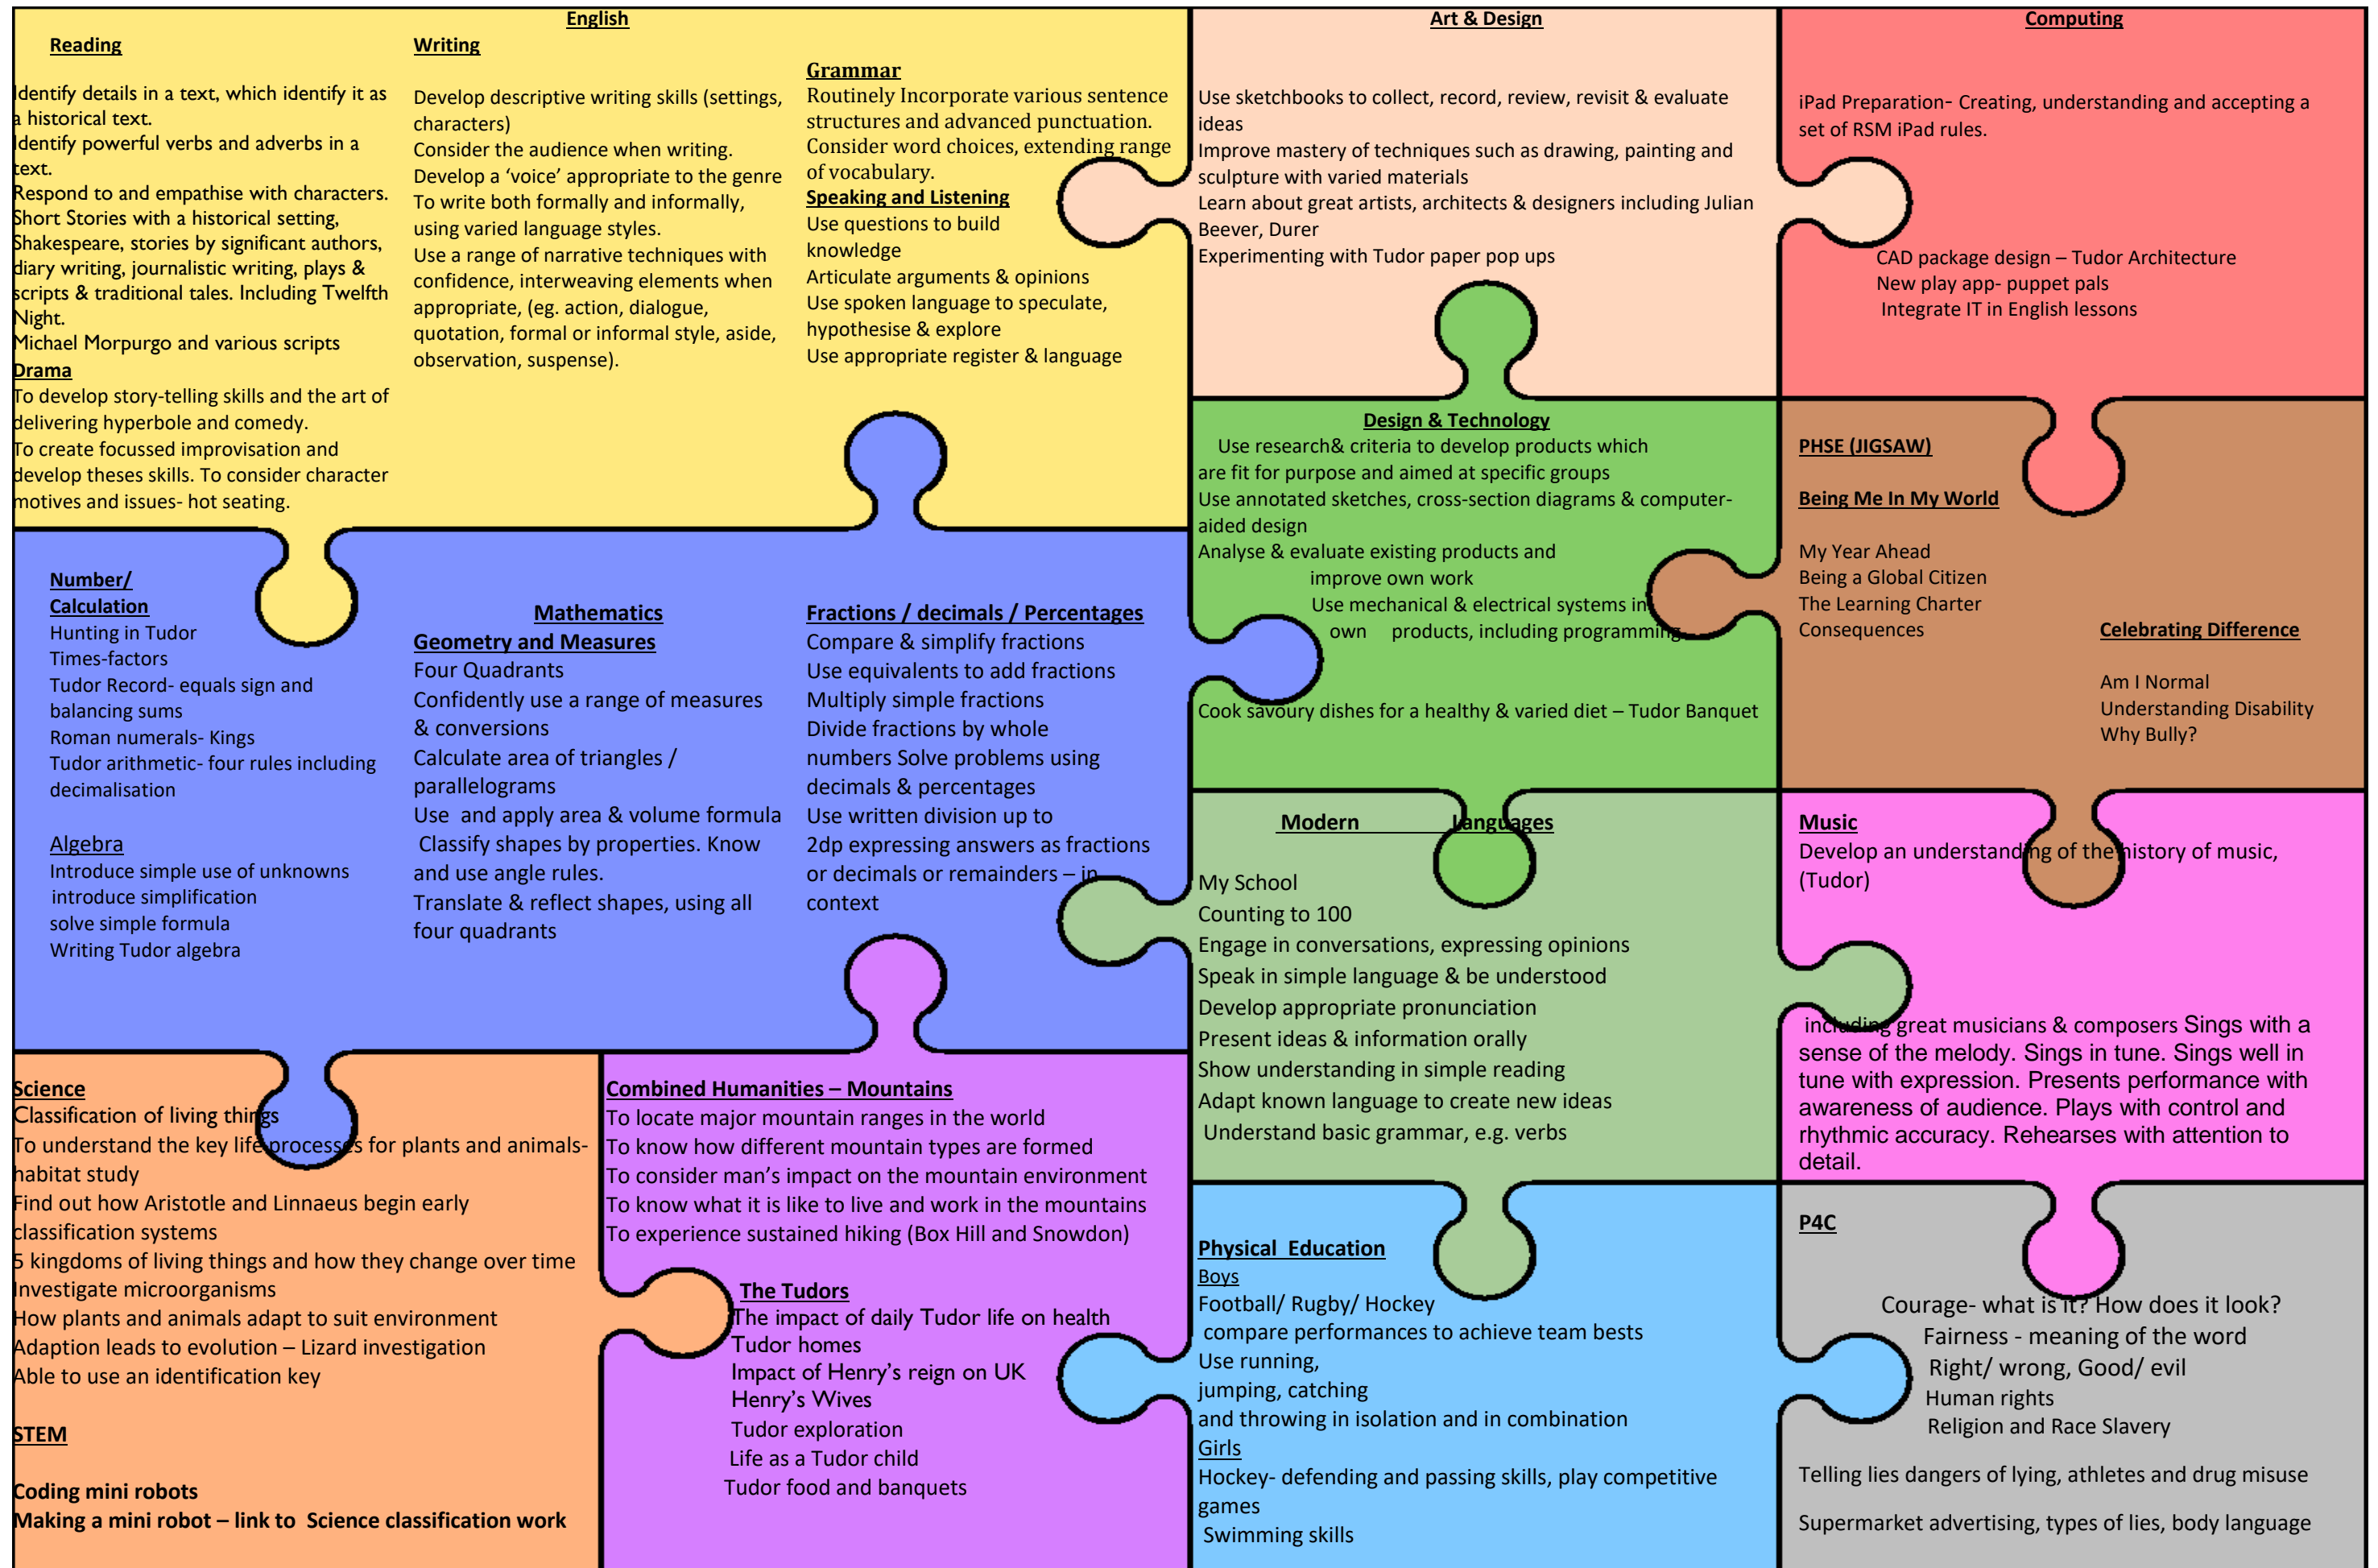 English
Reading
Identify details in a text, which identify it as
a historical text.
Identify powerful verbs and adverbs in a
text.
Respond to and empathise with characters.
Short Stories with a historical setting,
Shakespeare, stories by significant authors,
diary writing, journalistic writing, plays &
scripts & traditional tales. Including Twelfth
Night.
Michael Morpurgo and various scripts
Drama
To develop story-telling skills and the art of
delivering hyperbole and comedy.
To create focussed improvisation and
develop theses skills. To consider character
motives and issues- hot seating.
Writing
Develop descriptive writing skills (settings,
characters)
Consider the audience when writing.
Develop a ‘voice’ appropriate to the genre
To write both formally and informally,
using varied language styles.
Use a range of narrative techniques with
confidence, interweaving elements when
appropriate, (eg. action, dialogue,
quotation, formal or informal style, aside,
observation, suspense).
Grammar
Routinely Incorporate various sentence
structures and advanced punctuation.
Consider word choices, extending range
of vocabulary.
Speaking and Listening
Use questions to build
knowledge
Articulate arguments & opinions
Use spoken language to speculate,
hypothesise & explore
Use appropriate register & language
Art & Design
Use sketchbooks to collect, record, review, revisit & evaluate
ideas
Improve mastery of techniques such as drawing, painting and
sculpture with varied materials
Learn about great artists, architects & designers including Julian
Beever, Durer
Experimenting with Tudor paper pop ups
Computing
iPad Preparation- Creating, understanding and accepting a
set of RSM iPad rules.
CAD package design – Tudor Architecture
New play app- puppet pals
Integrate IT in English lessons
Number/
Calculation
Hunting in Tudor
Times-factors
Tudor Record- equals sign and
balancing sums
Roman numerals- Kings
Tudor arithmetic- four rules including
decimalisation
Algebra
Introduce simple use of unknowns
introduce simplification
solve simple formula
Writing Tudor algebra
Mathematics
Geometry and Measures
Four Quadrants
Confidently use a range of measures
& conversions
Calculate area of triangles /
parallelograms
Use and apply area & volume formula
Classify shapes by properties. Know
and use angle rules.
Translate & reflect shapes, using all
four quadrants
Fractions / decimals / Percentages
Compare & simplify fractions
Use equivalents to add fractions
Multiply simple fractions
Divide fractions by whole
numbers Solve problems using
decimals & percentages
Use written division up to
2dp expressing answers as fractions
or decimals or remainders – in
context
Design & Technology
Use research& criteria to develop products which
are fit for purpose and aimed at specific groups
Use annotated sketches, cross-section diagrams & computer-
aided design
Analyse & evaluate existing products and
improve own work
Use mechanical & electrical systems in
own products, including programming
Cook savoury dishes for a healthy & varied diet – Tudor Banquet
PHSE (JIGSAW)
Being Me In My World
My Year Ahead
Being a Global Citizen
The Learning Charter
Consequences
Celebrating Difference
Am I Normal
Understanding Disability
Why Bully?
Modern Languages
My School
Counting to 100
Engage in conversations, expressing opinions
Speak in simple language & be understood
Develop appropriate pronunciation
Present ideas & information orally
Show understanding in simple reading
Adapt known language to create new ideas
Understand basic grammar, e.g. verbs
Music
Develop an understanding of the history of music,
(Tudor)
including great musicians & composers Sings with a
sense of the melody. Sings in tune. Sings well in
tune with expression. Presents performance with
awareness of audience. Plays with control and
rhythmic accuracy. Rehearses with attention to
detail.
Science
Classification of living things
To understand the key life processes for plants and animals-
habitat study
Find out how Aristotle and Linnaeus begin early
classification systems
5 kingdoms of living things and how they change over time
Investigate microorganisms
How plants and animals adapt to suit environment
Adaption leads to evolution – Lizard investigation
Able to use an identification key
STEM
Coding mini robots
Making a mini robot – link to Science classification work
Combined Humanities – Mountains
To locate major mountain ranges in the world
To know how different mountain types are formed
To consider man’s impact on the mountain environment
To know what it is like to live and work in the mountains
To experience sustained hiking (Box Hill and Snowdon)
The Tudors
The impact of daily Tudor life on health
Tudor homes
Impact of Henry’s reign on UK
Henry’s Wives
Tudor exploration
Life as a Tudor child
Tudor food and banquets
Physical Education
Boys
Football/ Rugby/ Hockey
compare performances to achieve team bests
Use running,
jumping, catching
and throwing in isolation and in combination
Girls
Hockey- defending and passing skills, play competitive
games
Swimming skills
P4C
Courage- what is it? How does it look?
Fairness - meaning of the word
Right/ wrong, Good/ evil
Human rights
Religion and Race Slavery
Telling lies dangers of lying, athletes and drug misuse
Supermarket advertising, types of lies, body language